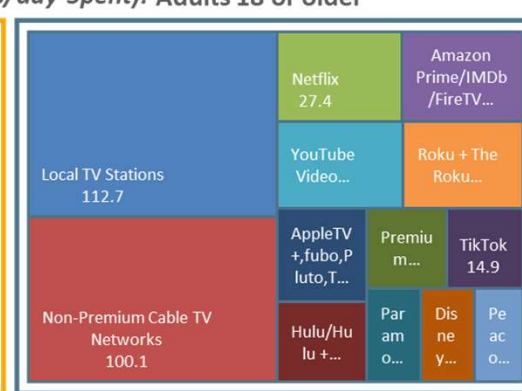 Adults 18 or older
Local TV Stations
112.7
Non-Premium Cable TV
Networks
100.1
Netflix
27.4
Amazon
Prime/IMDb
/FireTV...
YouTube
Video...
Roku + The
Roku...
AppleTV
+,fubo,P
luto,T...
Premiu
m...
TikTok
14.9
Hulu/Hu
lu +...
Par
am
o...
Dis
ne
y...
Pe
ac
o...